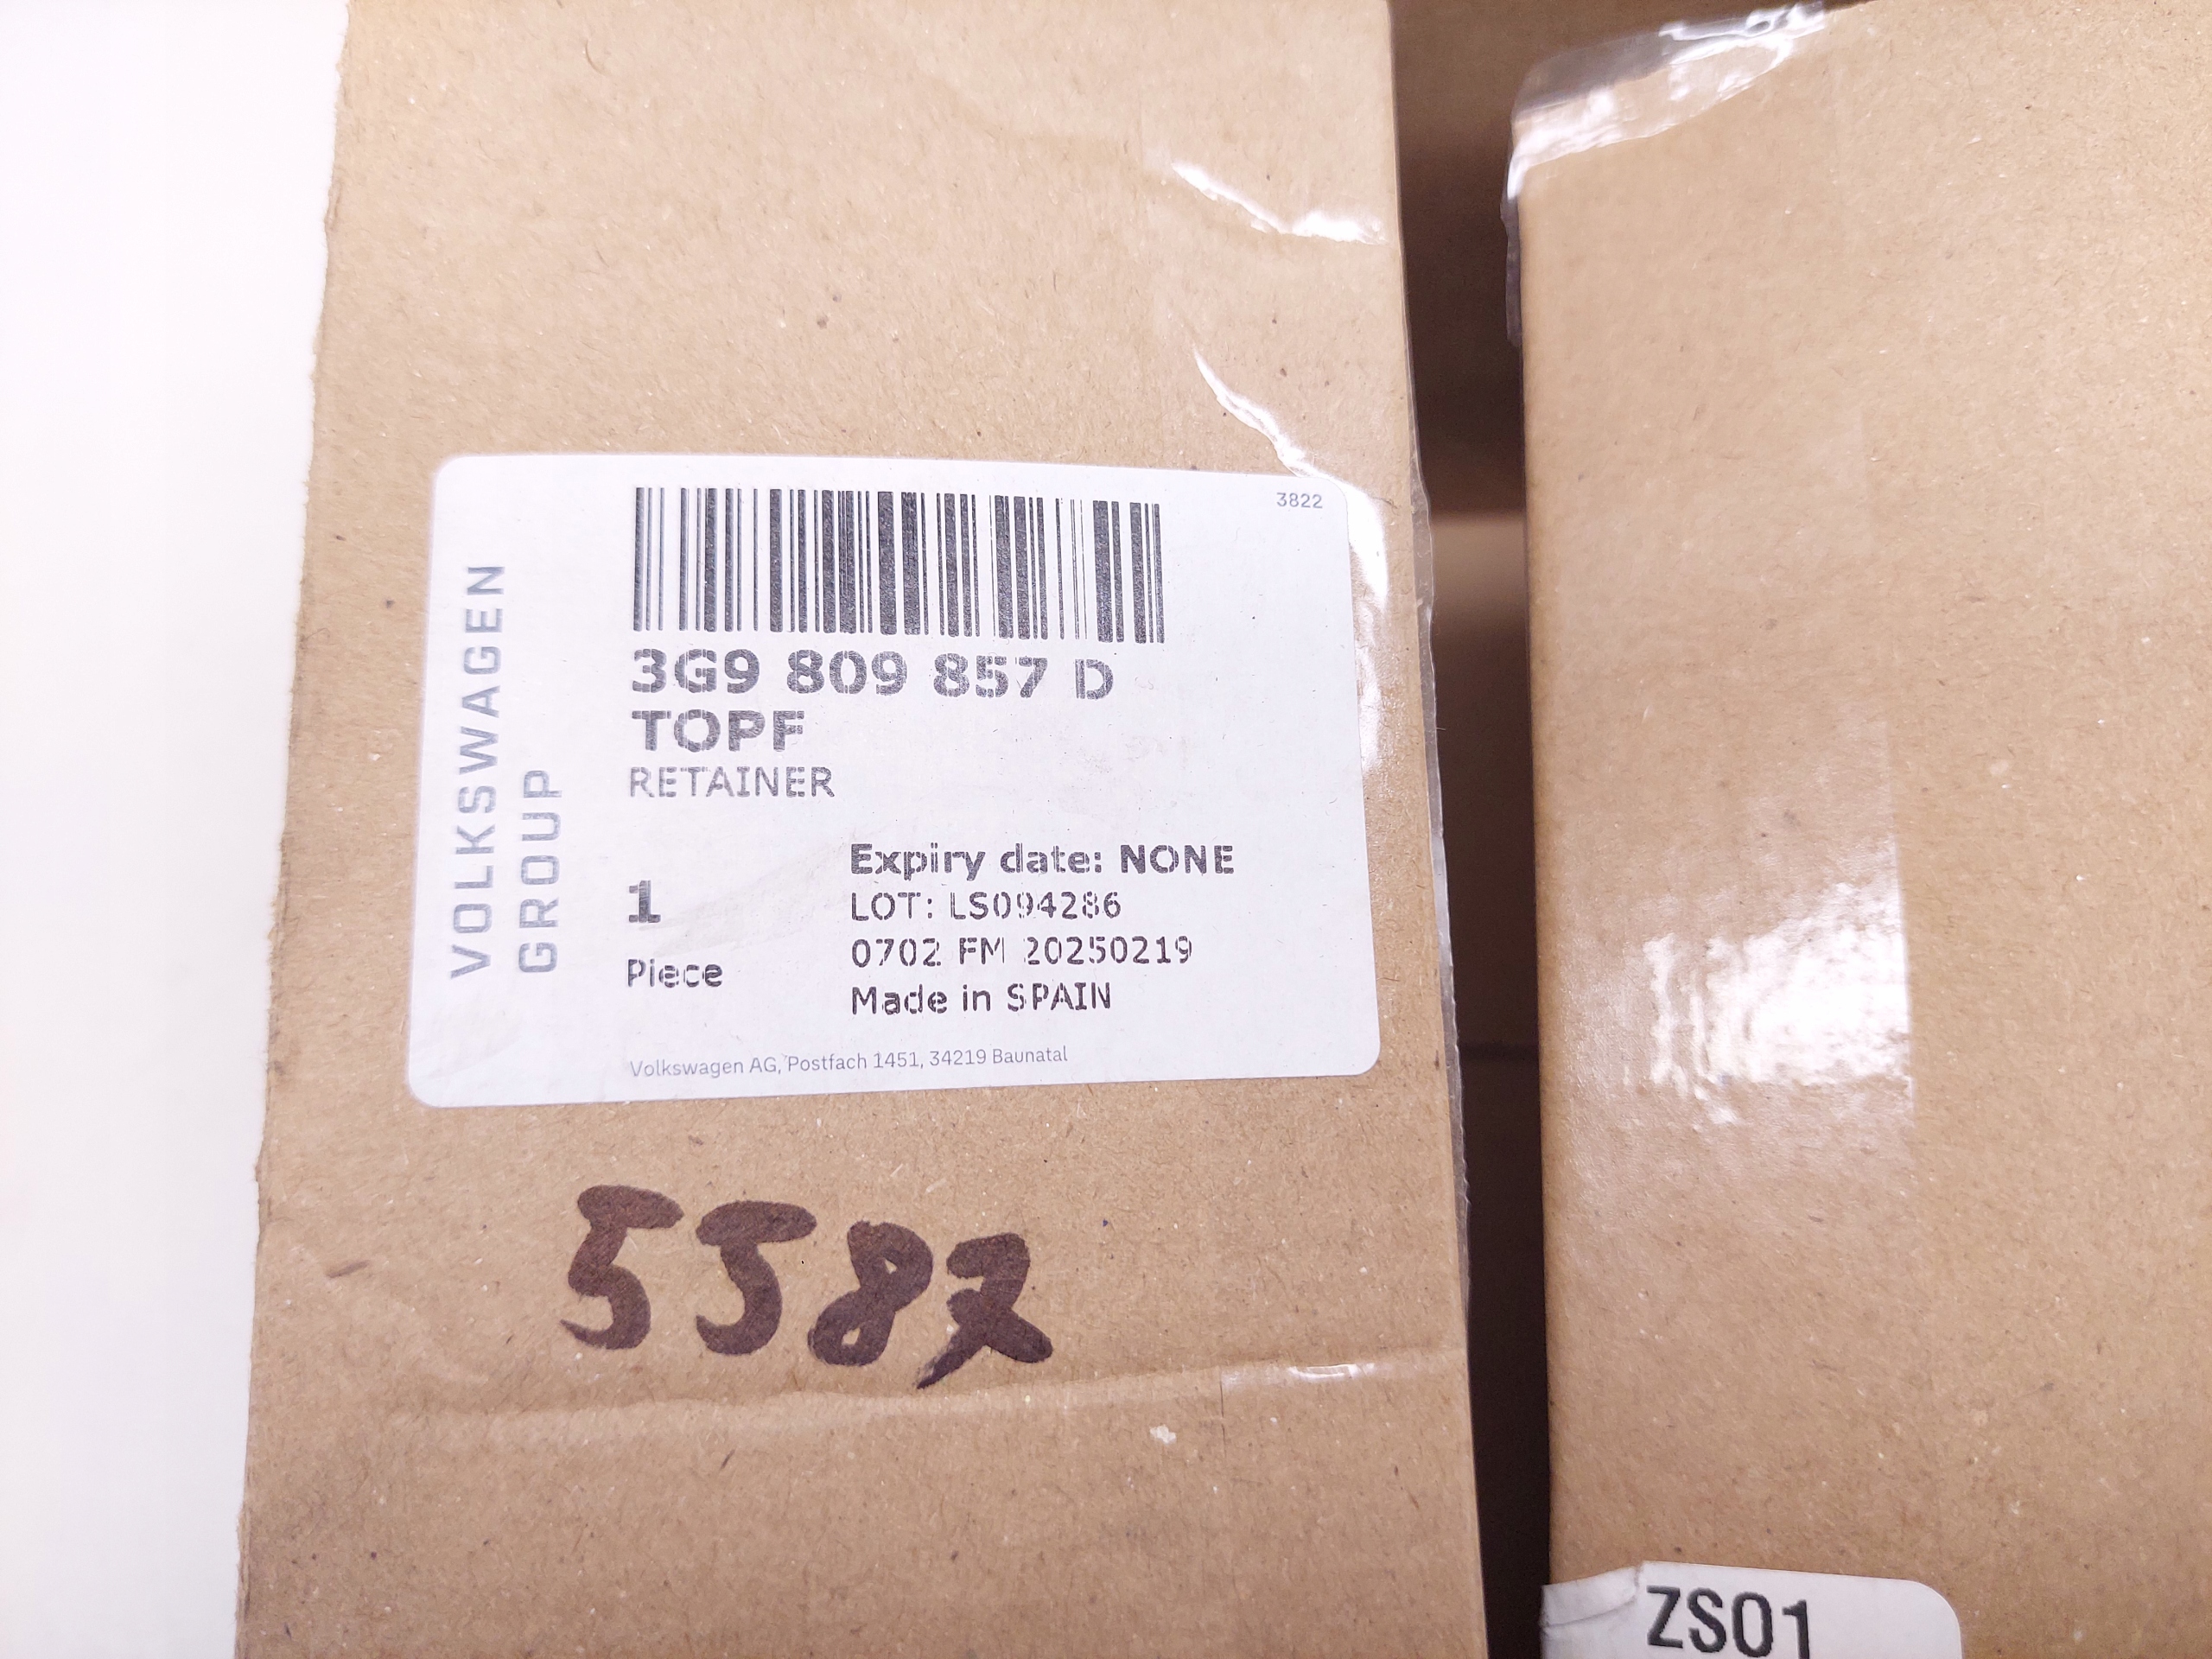 3822
VOLKSWAGEN
GROUP
3G9 809 857 D
TOPF
RETAINER
1
Piece
Expiry date: NONE
LOT: LS094286
0702 FM 20250219
Made in SPAIN
Volkswagen AG, Postfach 1451, 34219 Baunatal
5587
ZS01